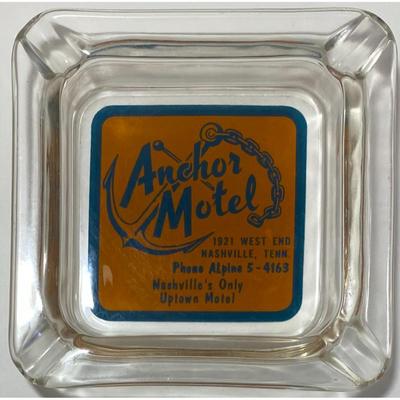 Anchor
Motel
1921 WEST END
NASHVILLE, TENN.
Phone ALpine 5-4163
Nashville's Only
Uptown Motel